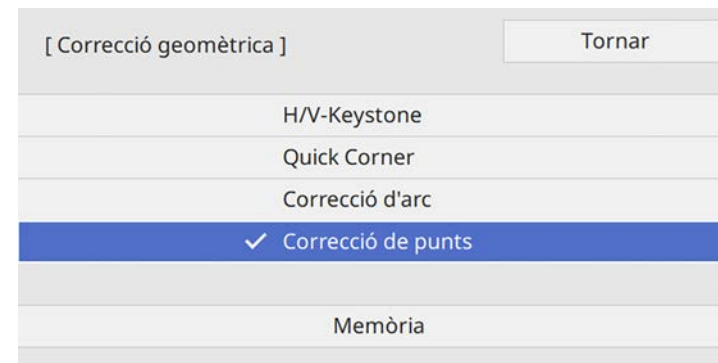 [ Correcció geomètrica ]
Tornar
H/V-Keystone
Quick Corner
Correcció d'arc
Correcció de punts
Memòria